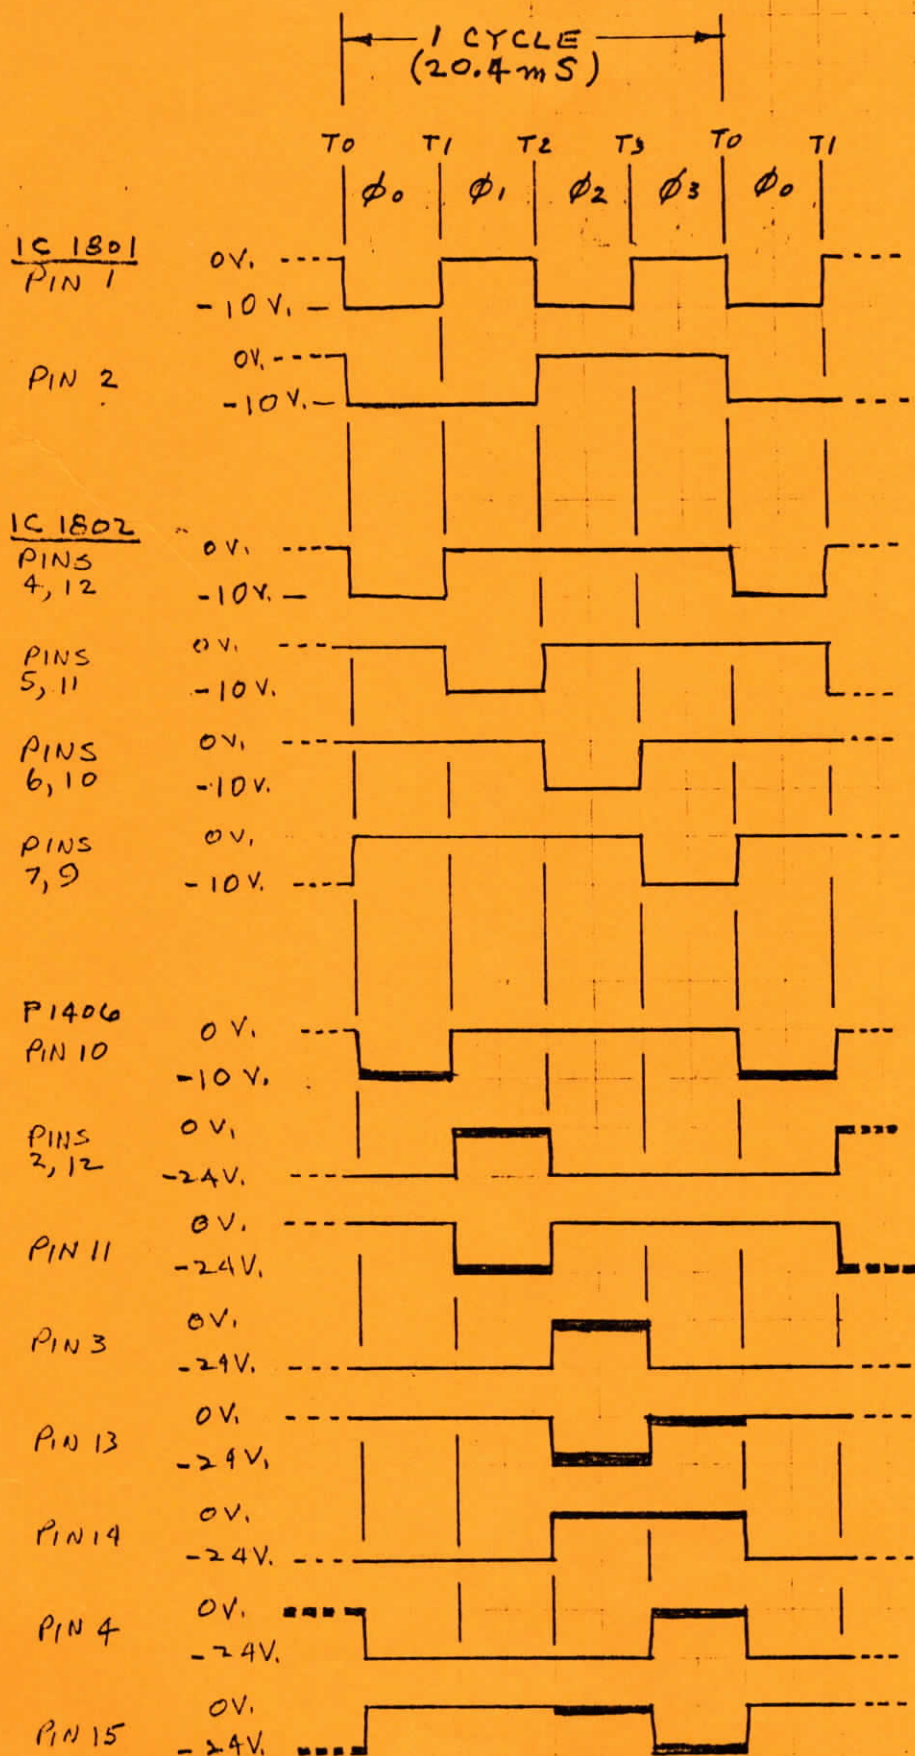 1 CYCLE
(20.4 mS)
T0 T1 T2 T3 T0 T1
ϕ0 ϕ1 ϕ2 ϕ3 ϕ0
IC 1801
PIN 1
0V.
-10V.
PIN 2
0V.
-10V.
IC 1802
PINS
4, 12
0V.
-10V.
PINS
5, 11
0V.
-10V.
PINS
6, 10
0V.
-10V.
PINS
7, 9
0V.
-10V.
P1406
PIN 10
0V.
-10V.
PINS
2, 12
0V.
-24V.
PIN 11
0V.
-24V.
PIN 3
0V.
-24V.
PIN 13
0V.
-24V.
PIN 14
0V.
-24V.
PIN 4
0V.
-24V.
PIN 15
0V.
-24V.